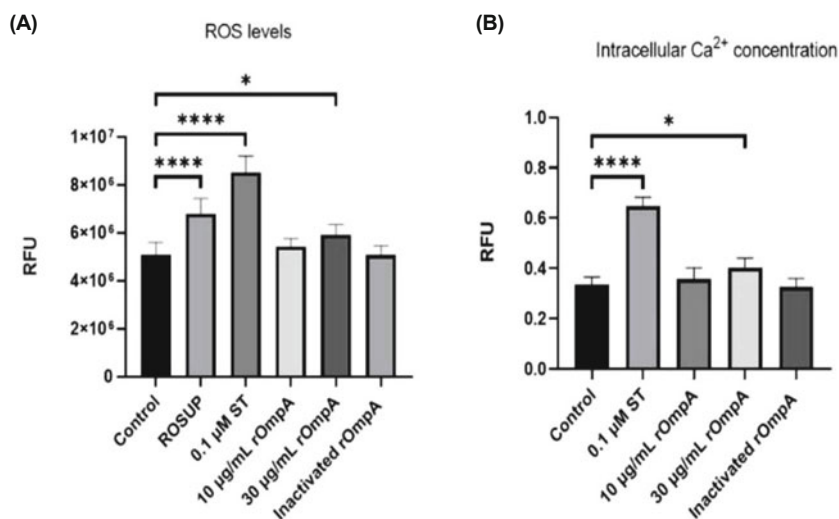 (A)
ROS levels
*
****
****
1×10⁷
8×10⁶
6×10⁶
4×10⁶
2×10⁶
0
RFU
Control
ROSUP
0.1 µM ST
10 µg/mL rOmpA
30 µg/mL rOmpA
Inactivated rOmpA
(B)
Intracellular Ca²⁺ concentration
*
****
1.0
0.8
0.6
0.4
0.2
0.0
RFU
Control
0.1 µM ST
10 µg/mL rOmpA
30 µg/mL rOmpA
Inactivated rOmpA